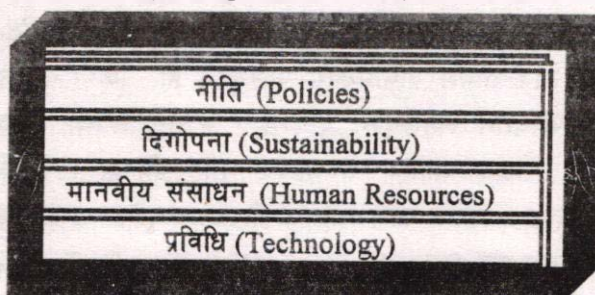 नीति (Policies)
दिगोपना (Sustainability)
मानवीय संसाधन (Human Resources)
प्रविधि (Technology)